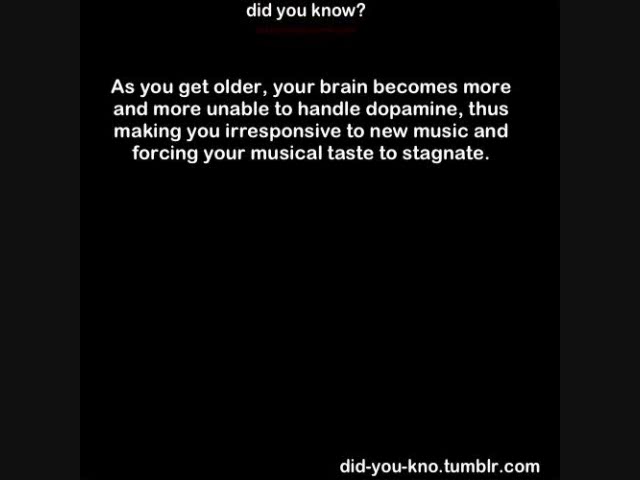 did you know?
As you get older, your brain becomes more
and more unable to handle dopamine, thus
making you irresponsive to new music and
forcing your musical taste to stagnate.
did-you-kno.tumblr.com